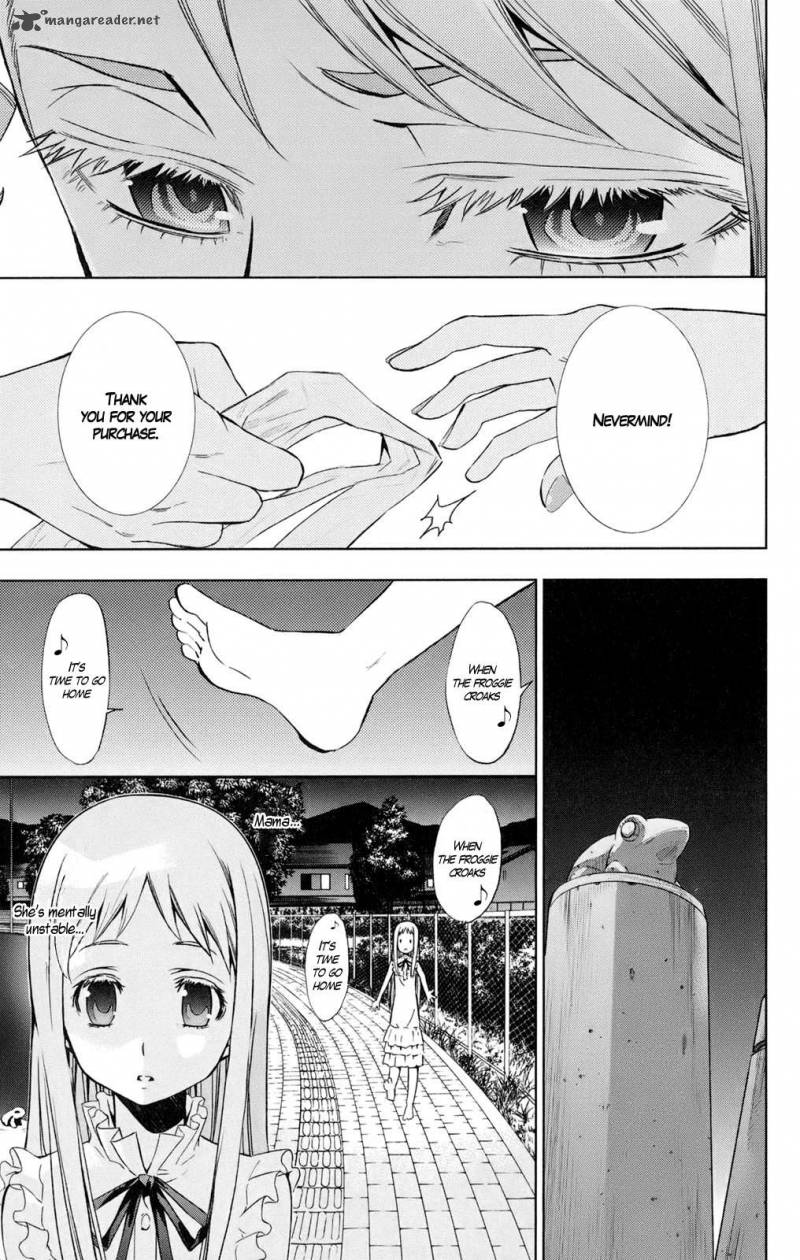 mangareader.net
NEVERMIND!
THANK
YOU FOR YOUR
PURCHASE.
WHEN
THE FROGGIE
CROAKS
IT'S
TIME TO GO
HOME
WHEN
THE FROGGIE
CROAKS
IT'S
TIME
TO GO
HOME
Mama...
She's mentally
unstable...